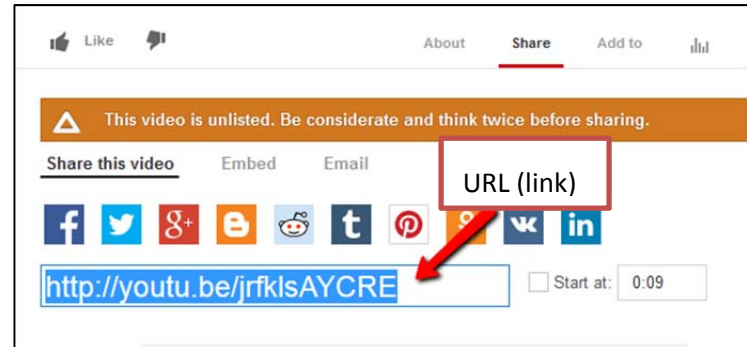 Like About Share Add to
This video is unlisted. Be considerate and think twice before sharing.
Share this video Embed Email
URL (link)
http://youtu.be/jrfklsAYCRE Start at: 0:09